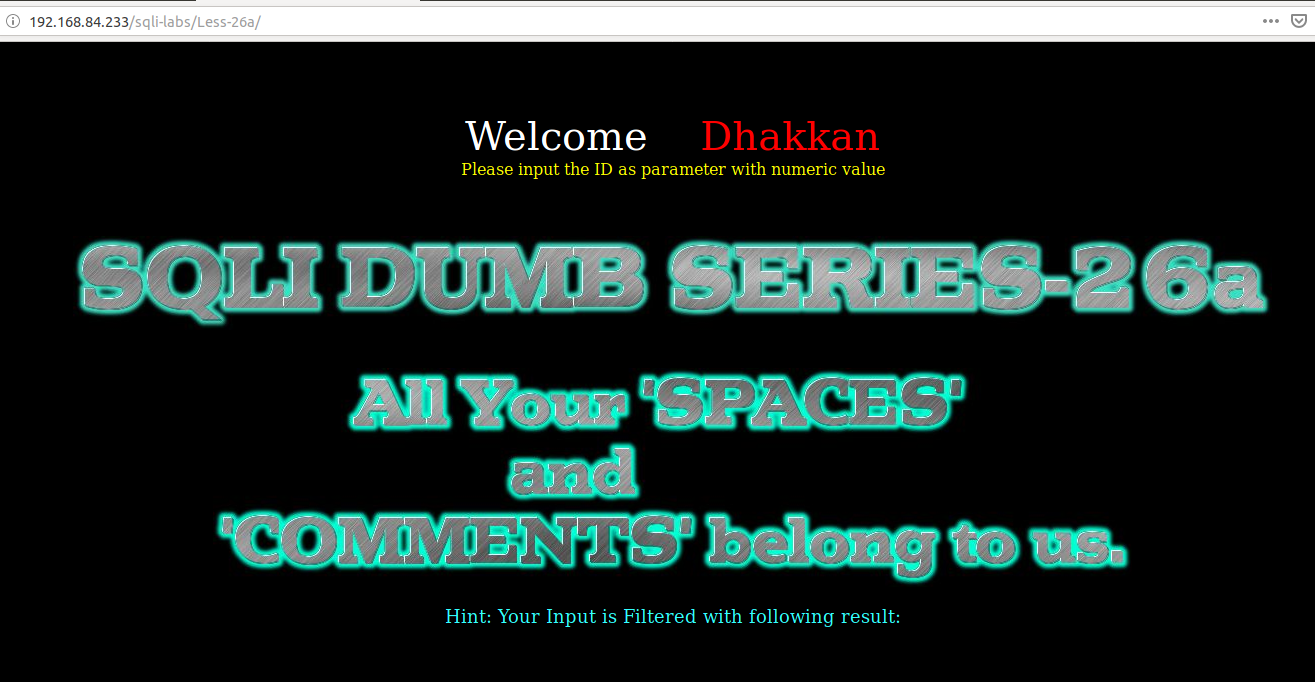 192.168.84.233/sqli-labs/Less-26a/
Welcome Dhakkan
Please input the ID as parameter with numeric value
SQLI DUMB SERIES-26a
All Your 'SPACES'
and
'COMMENTS' belong to us.
Hint: Your Input is Filtered with following result: